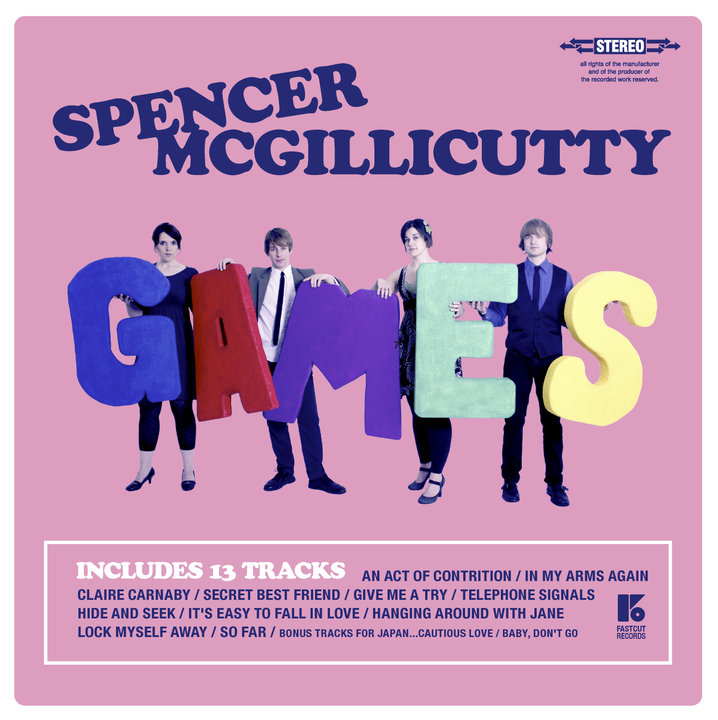 STEREO
all rights of the manufacturer
and of the producer of
the recorded work reserved.
SPENCER
MCGILLICUTTY
GAMES
INCLUDES 13 TRACKS AN ACT OF CONTRITION / IN MY ARMS AGAIN
CLAIRE CARNABY / SECRET BEST FRIEND / GIVE ME A TRY / TELEPHONE SIGNALS
HIDE AND SEEK / IT'S EASY TO FALL IN LOVE / HANGING AROUND WITH JANE
LOCK MYSELF AWAY / SO FAR / BONUS TRACKS FOR JAPAN...CAUTIOUS LOVE / BABY, DON'T GO
FASTCUT
RECORDS